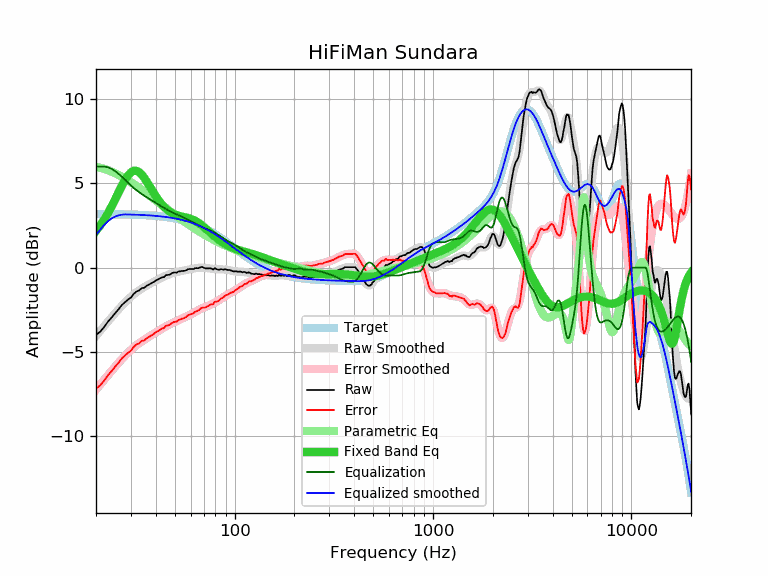 HiFiMan Sundara
Amplitude (dBr)
10
5
0
−5
−10
Target
Raw Smoothed
Error Smoothed
Raw
Error
Parametric Eq
Fixed Band Eq
Equalization
Equalized smoothed
100
1000
10000
Frequency (Hz)